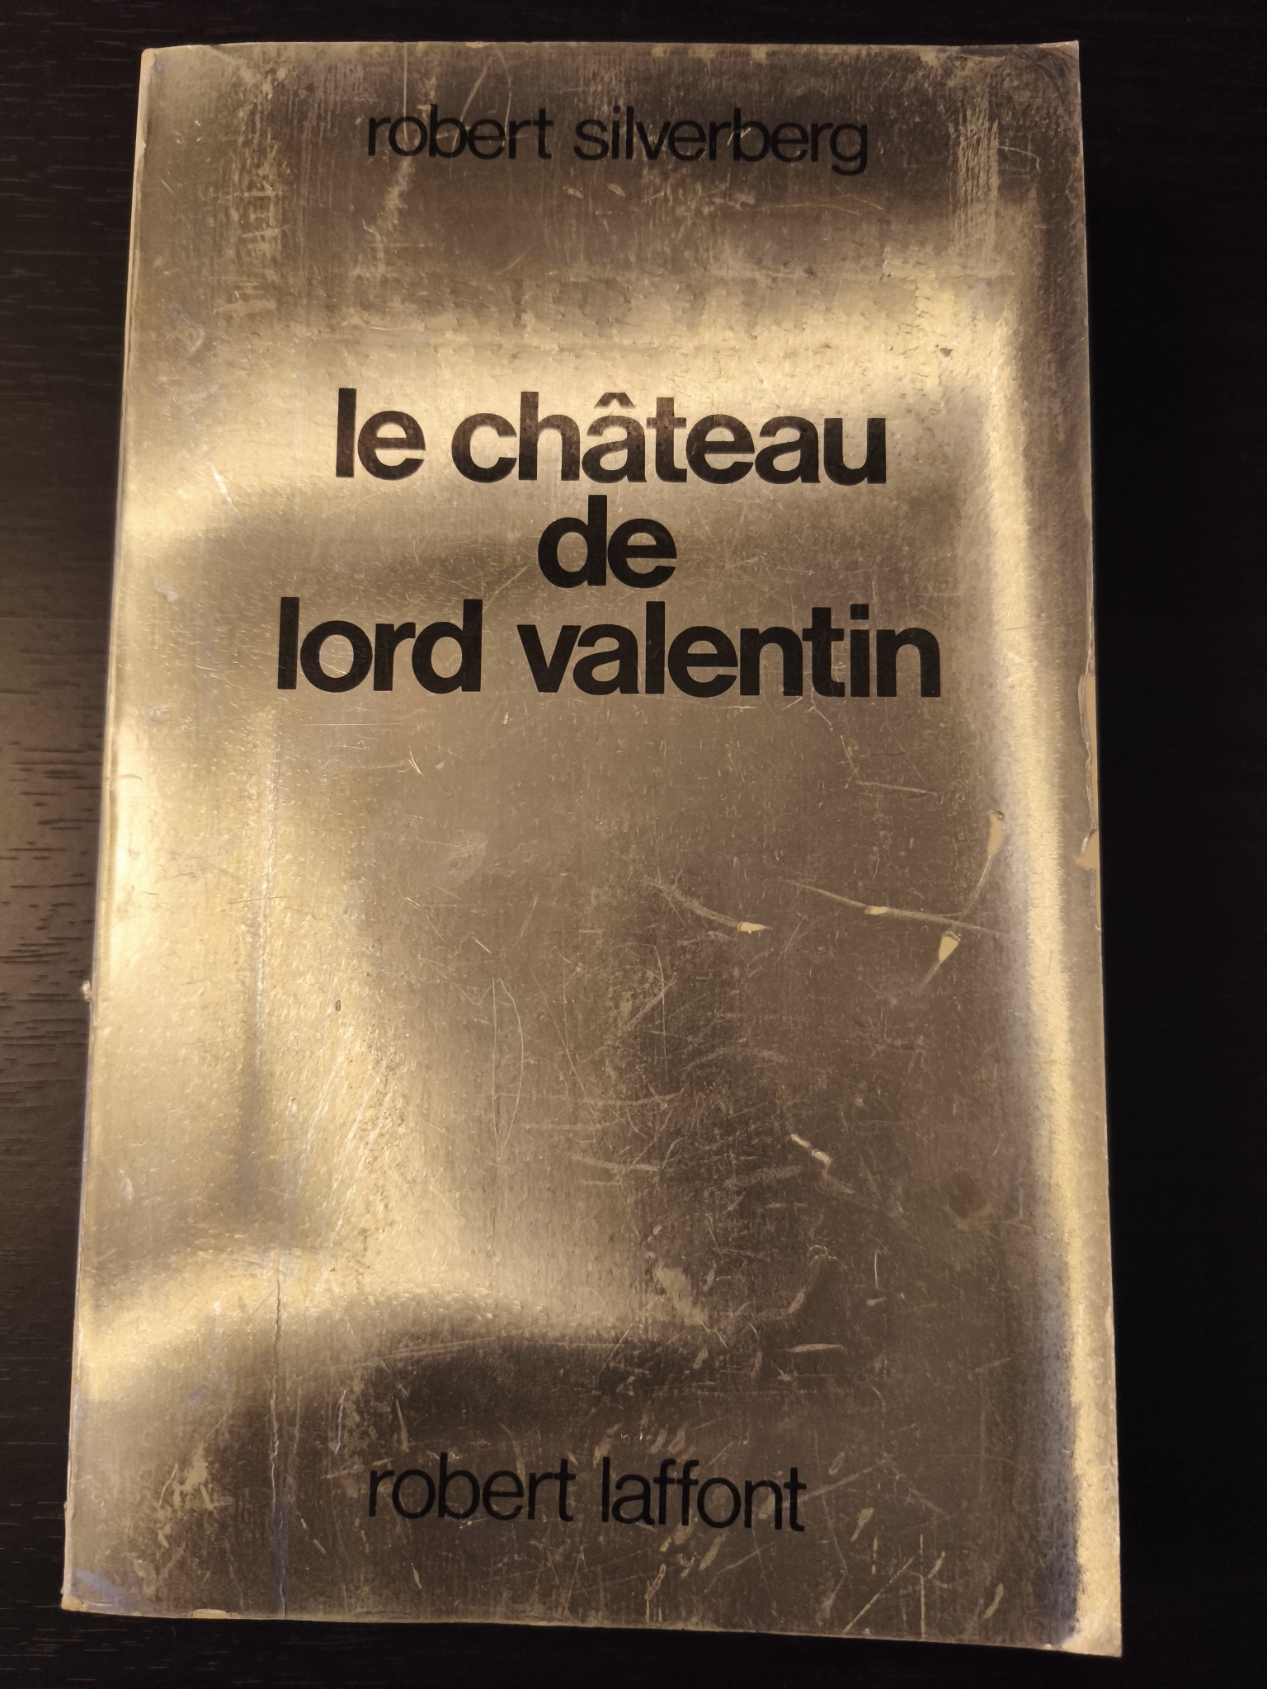 robert silverberg
le château
de
lord valentin
robert laffont